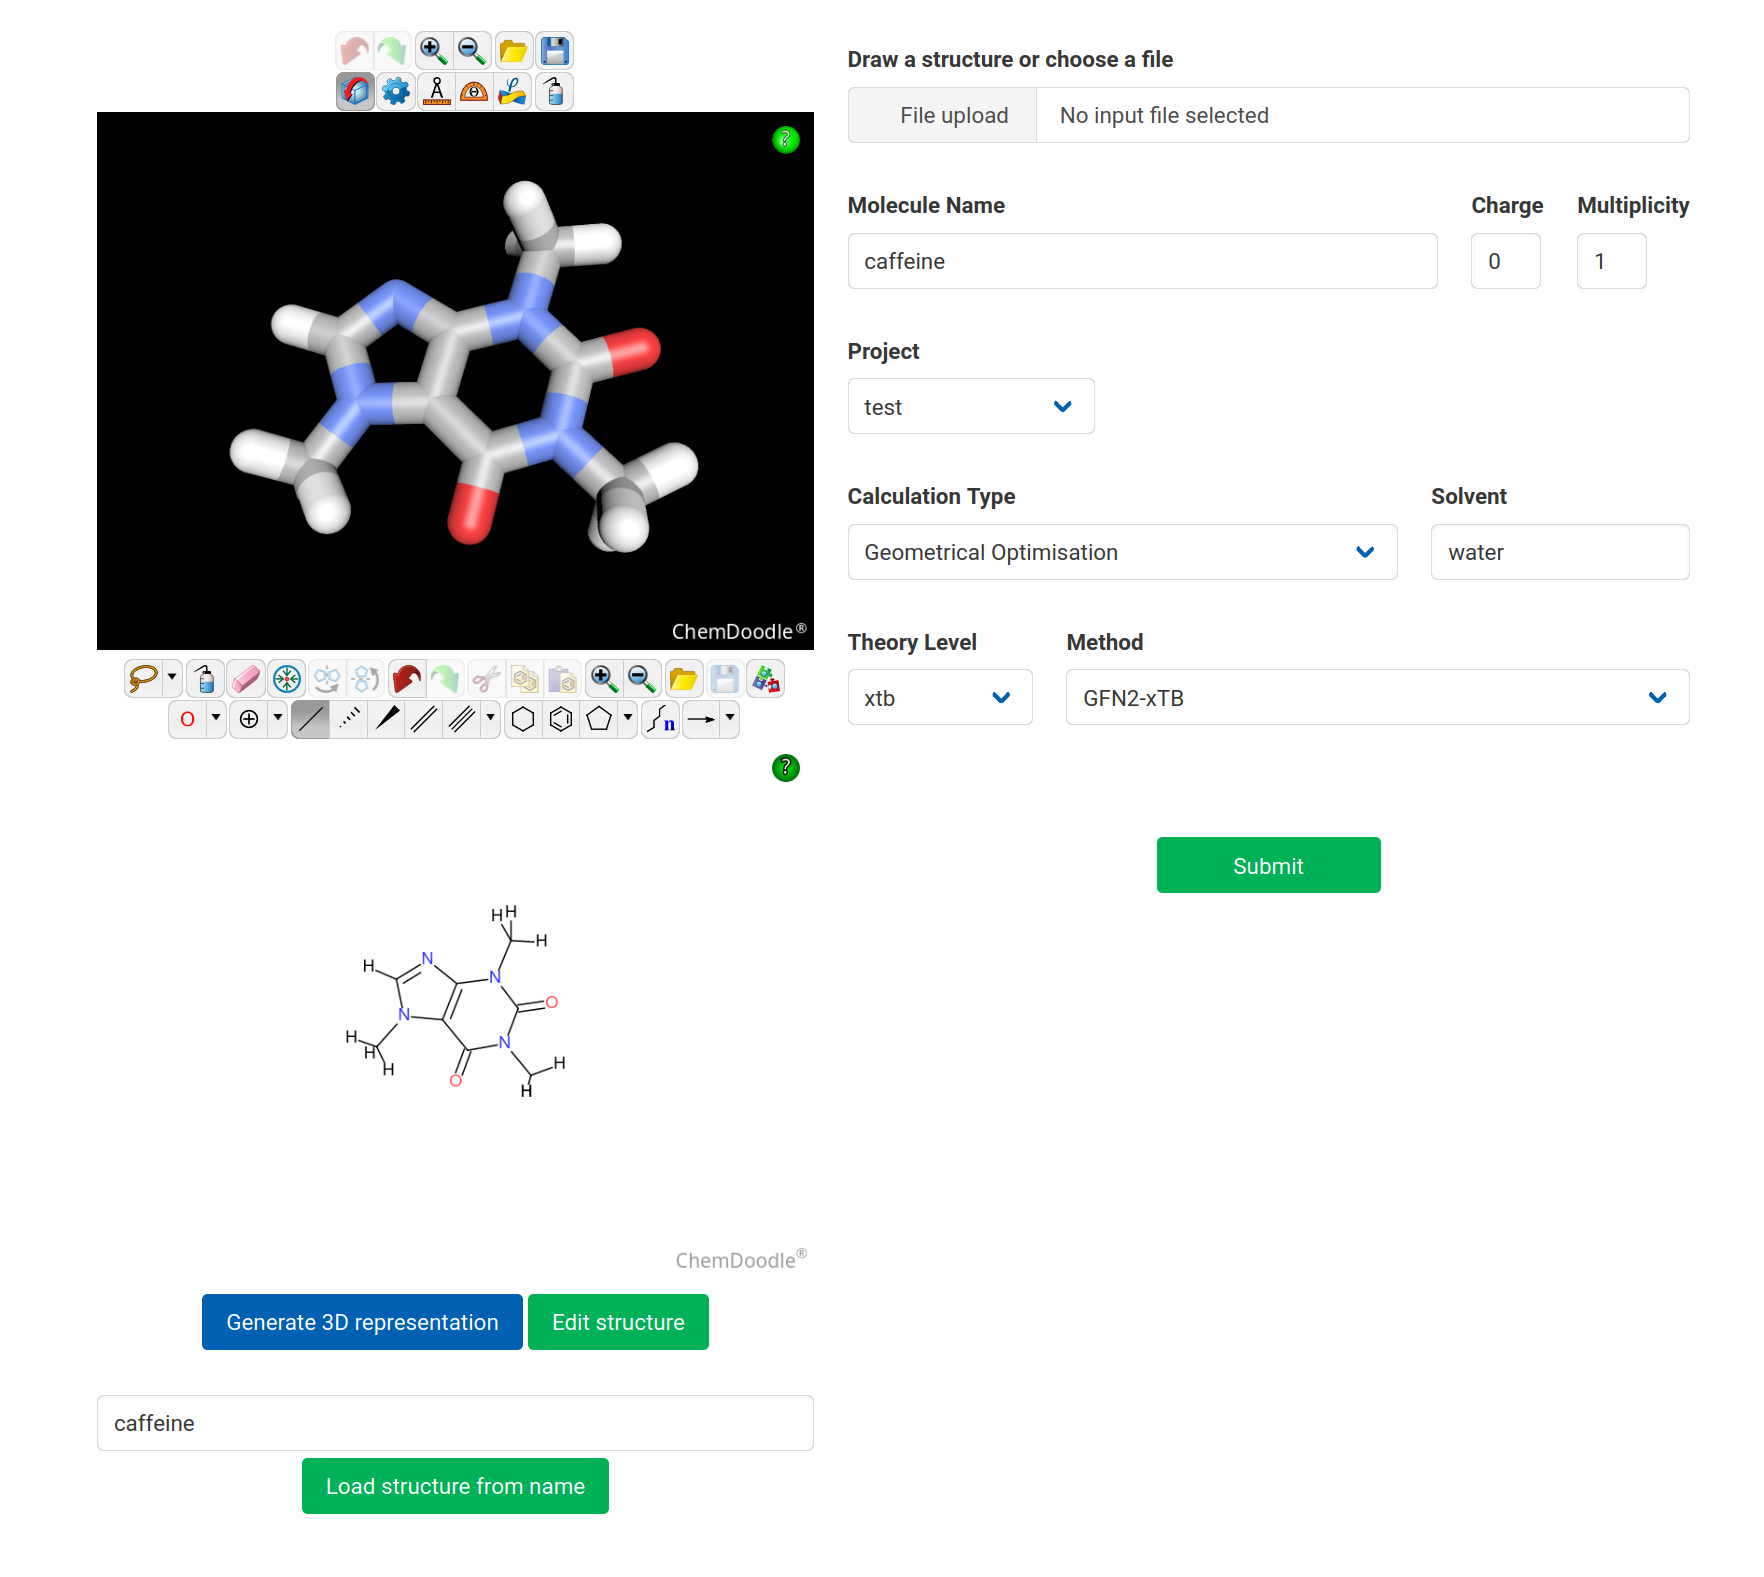 ?
ChemDoodle®
O
n
?
H H
H
H
N
N
O
N
N
H
H
H
O
H
H
ChemDoodle®
Generate 3D representation
Edit structure
caffeine
Load structure from name
Draw a structure or choose a file
File upload
No input file selected
Molecule Name
Charge
Multiplicity
caffeine
0
1
Project
test
Calculation Type
Solvent
Geometrical Optimisation
water
Theory Level
Method
xtb
GFN2-xTB
Submit